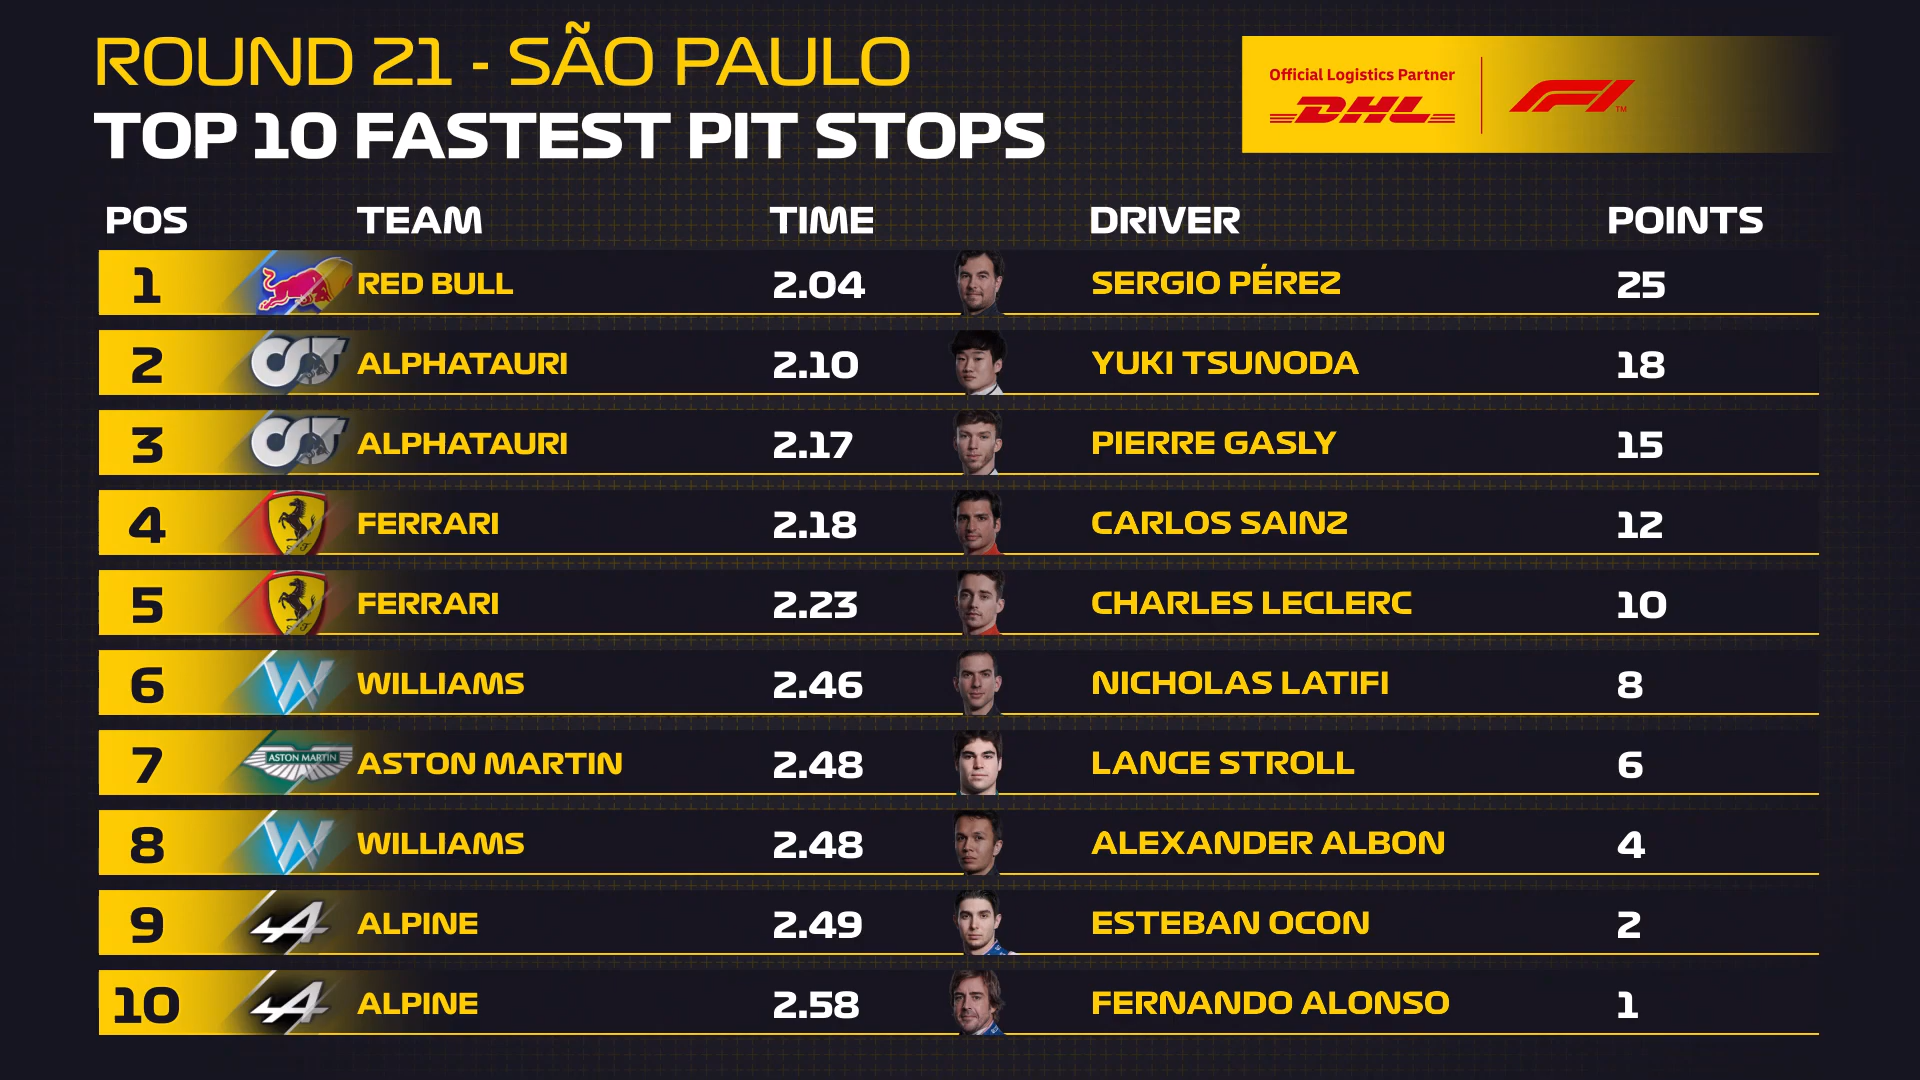 ROUND 21 - SÃO PAULO
TOP 10 FASTEST PIT STOPS
Official Logistics Partner
DHL F1 TM
POS TEAM TIME DRIVER POINTS
1 RED BULL 2.04 SERGIO PÉREZ 25
2 ALPHATAURI 2.10 YUKI TSUNODA 18
3 ALPHATAURI 2.17 PIERRE GASLY 15
4 FERRARI 2.18 CARLOS SAINZ 12
5 FERRARI 2.23 CHARLES LECLERC 10
6 WILLIAMS 2.46 NICHOLAS LATIFI 8
7 ASTON MARTIN ASTON MARTIN 2.48 LANCE STROLL 6
8 WILLIAMS 2.48 ALEXANDER ALBON 4
9 ALPINE 2.49 ESTEBAN OCON 2
10 ALPINE 2.58 FERNANDO ALONSO 1